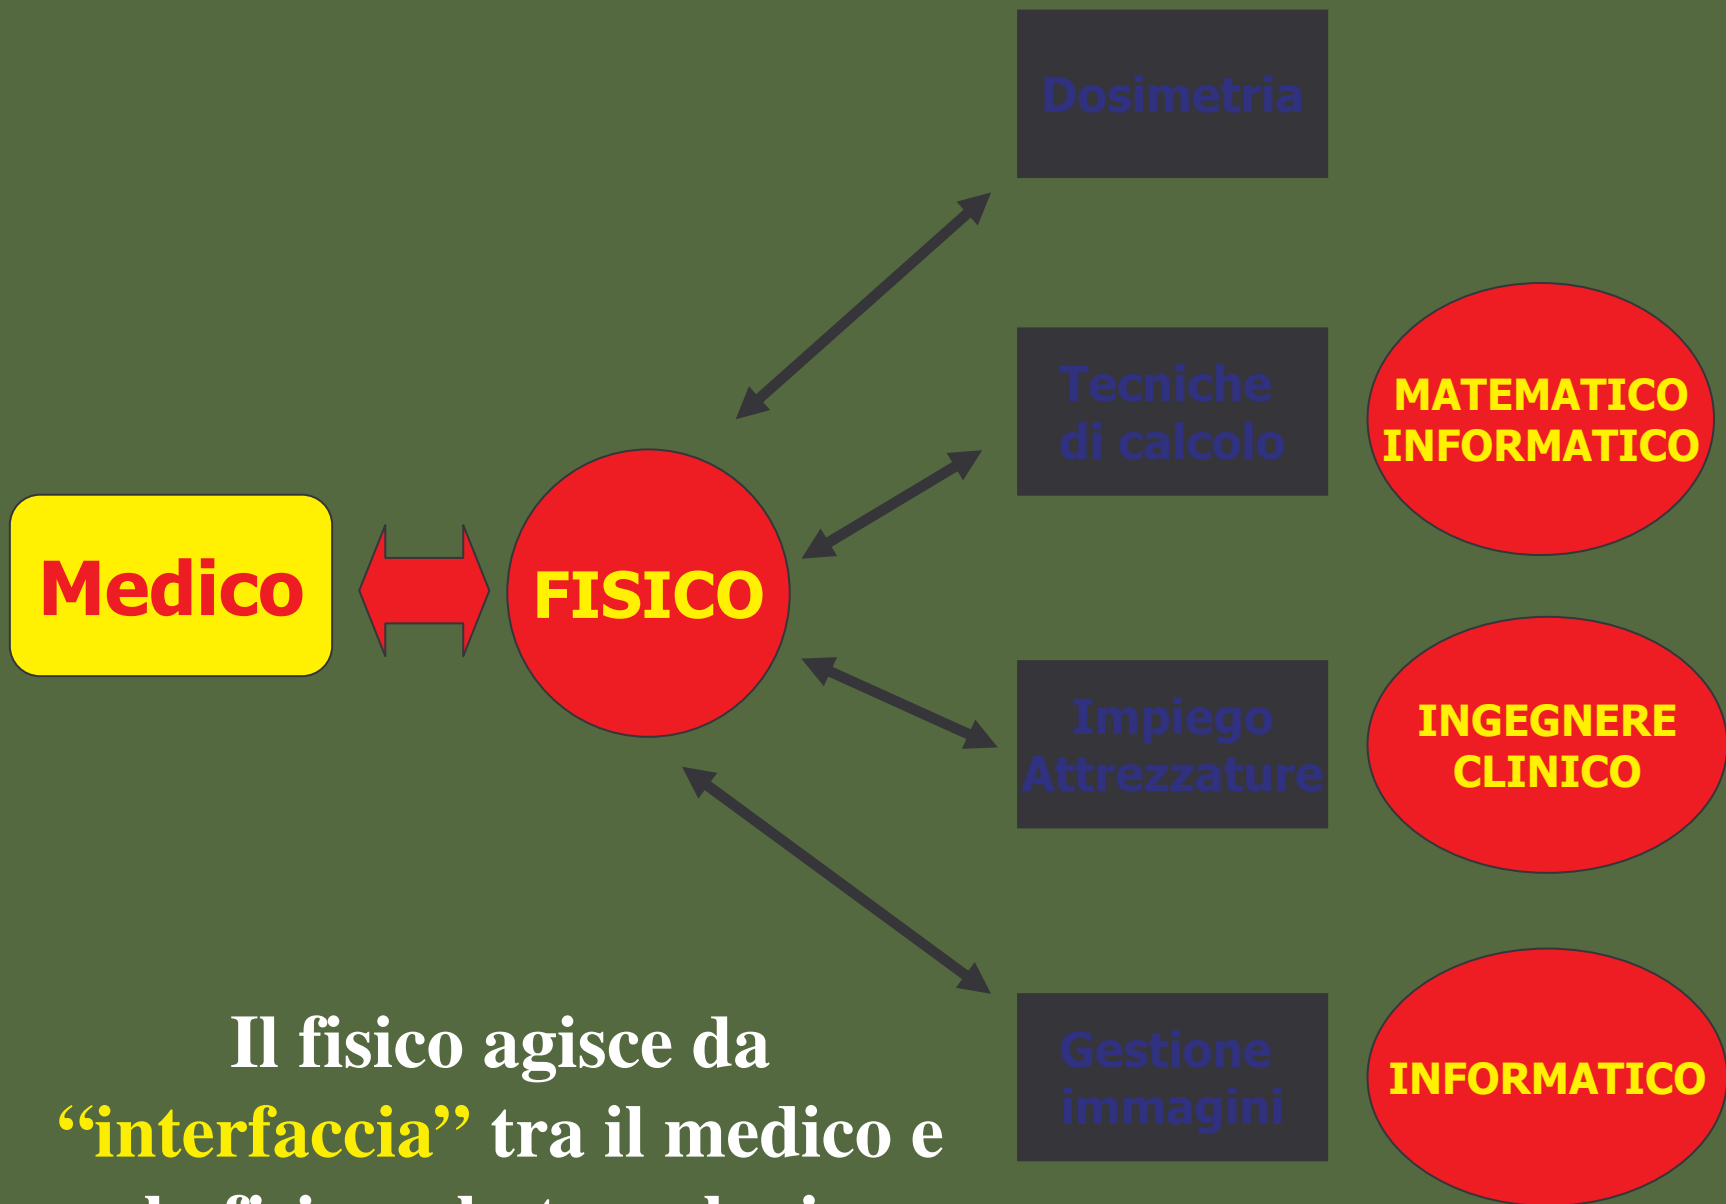 Dosimetria
Tecniche
di calcolo
MATEMATICO
INFORMATICO
Medico
FISICO
Impiego
Attrezzature
INGEGNERE
CLINICO
Gestione
immagini
INFORMATICO
Il fisico agisce da
“interfaccia” tra il medico e